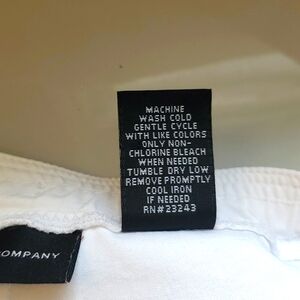 MACHINE
WASH COLD
GENTLE CYCLE
WITH LIKE COLORS
ONLY NON-
CHLORINE BLEACH
WHEN NEEDED
TUMBLE DRY LOW
REMOVE PROMPTLY
COOL IRON
IF NEEDED
RN#23243
COMPANY